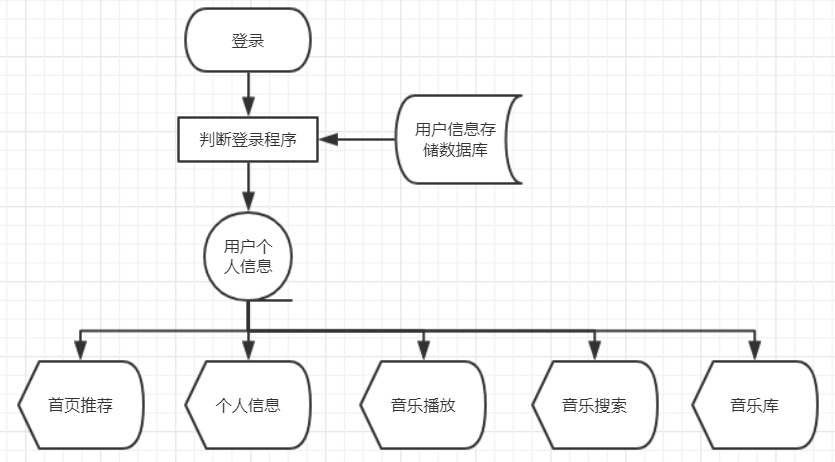 登录
判断登录程序
用户信息存
储数据库
用户个
人信息
首页推荐
个人信息
音乐播放
音乐搜索
音乐库